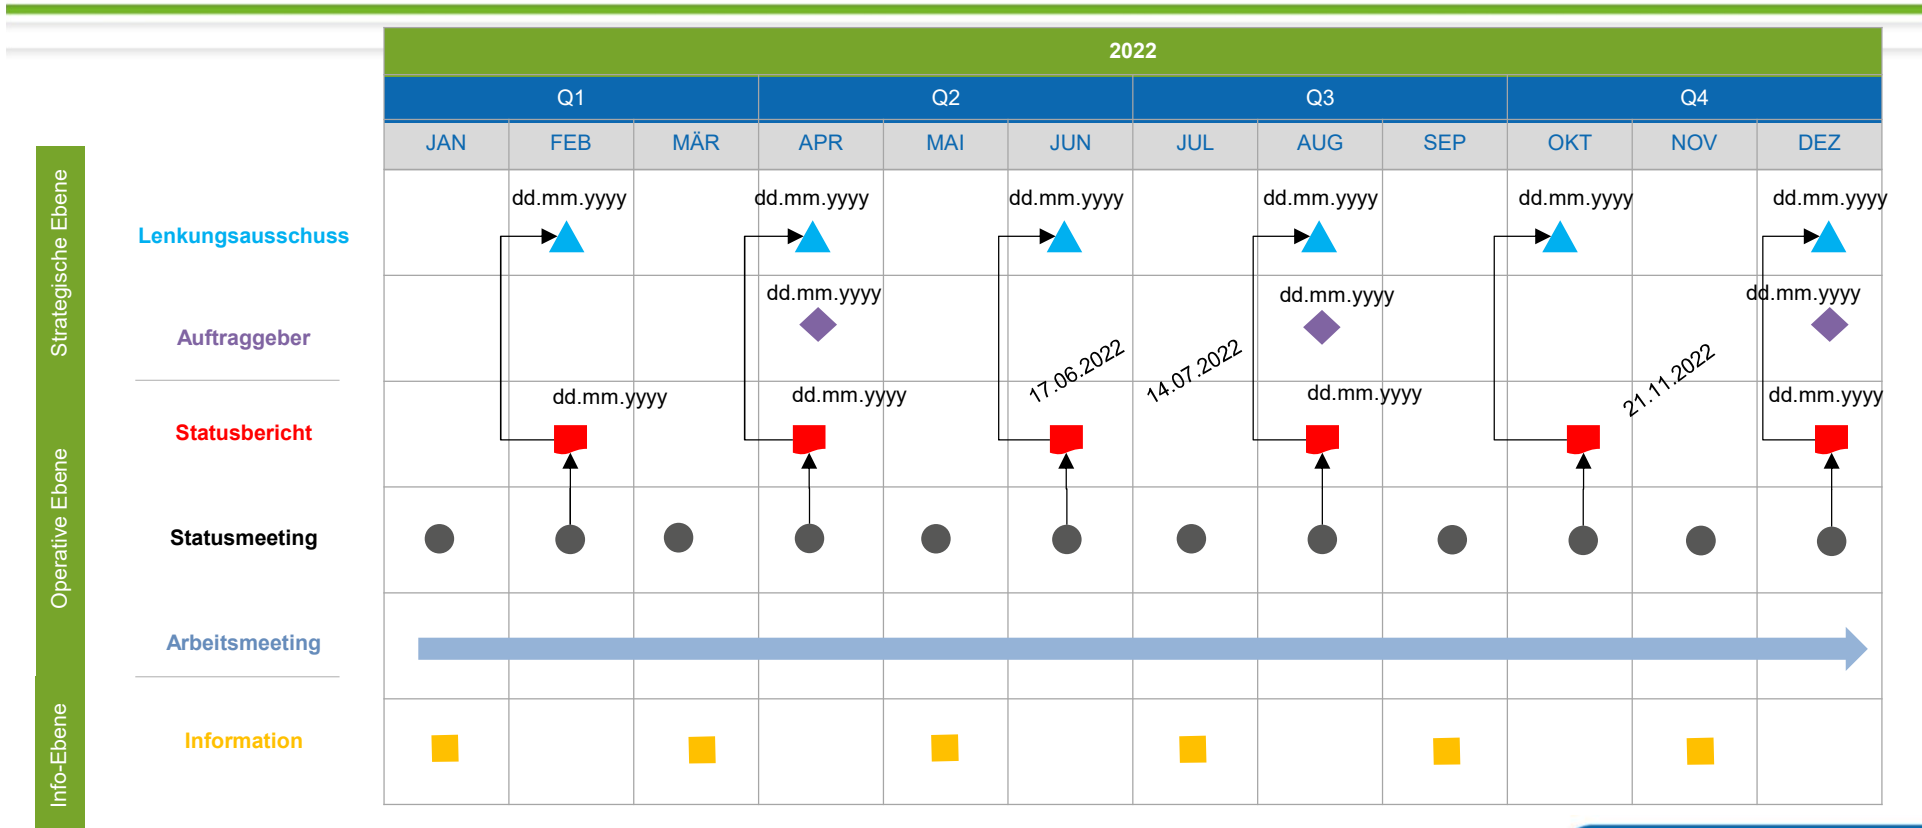 2022
Q1 Q2 Q3 Q4
JAN FEB MÄR APR MAI JUN JUL AUG SEP OKT NOV DEZ
Strategische Ebene
dd.mm.yyyy dd.mm.yyyy dd.mm.yyyy dd.mm.yyyy dd.mm.yyyy dd.mm.yyyy
Lenkungsausschuss
dd.mm.yyyy dd.mm.yyyy dd.mm.yyyy
Auftraggeber
17.06.2022 14.07.2022 21.11.2022
dd.mm.yyyy dd.mm.yyyy dd.mm.yyyy dd.mm.yyyy
Statusbericht
Operative Ebene
Statusmeeting
Arbeitsmeeting
Info-Ebene
Information